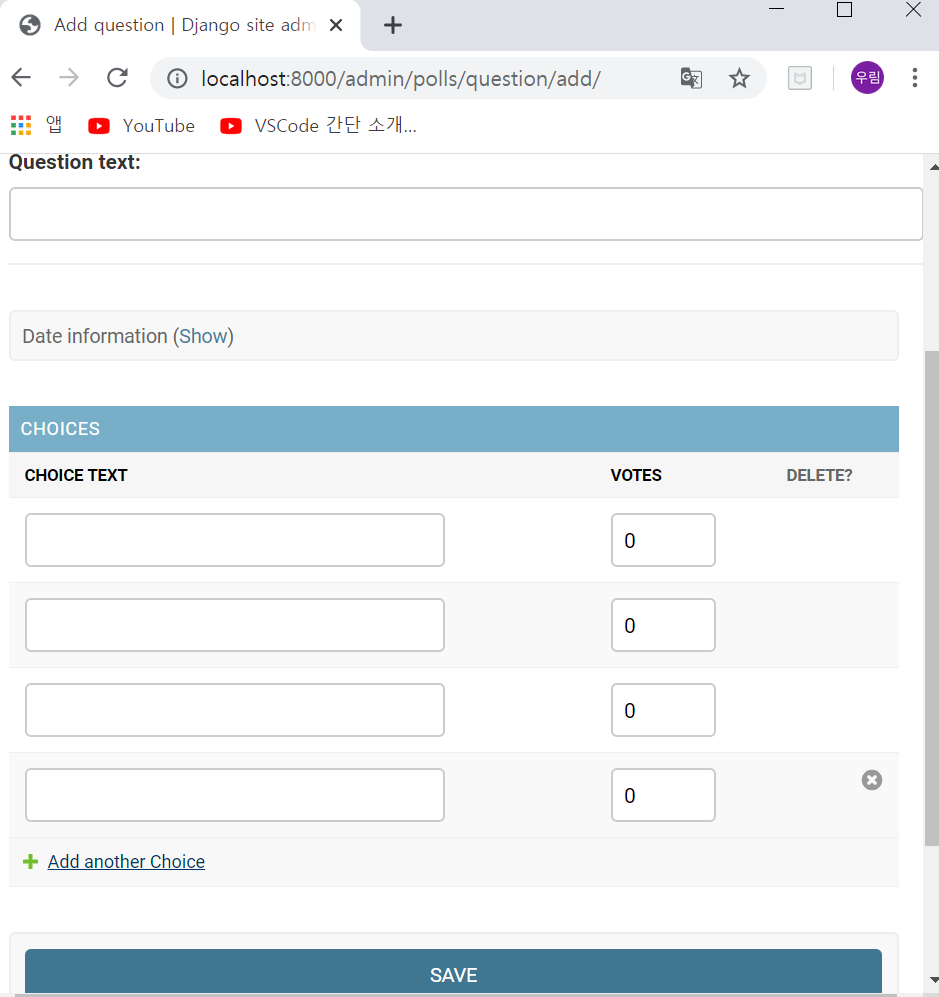 Add question | Django site adm
localhost:8000/admin/polls/question/add/
우림
앱 YouTube VSCode 간단 소개...
Question text:
Date information (Show)
CHOICES
CHOICE TEXT VOTES DELETE?
0
0
0
0
Add another Choice
SAVE